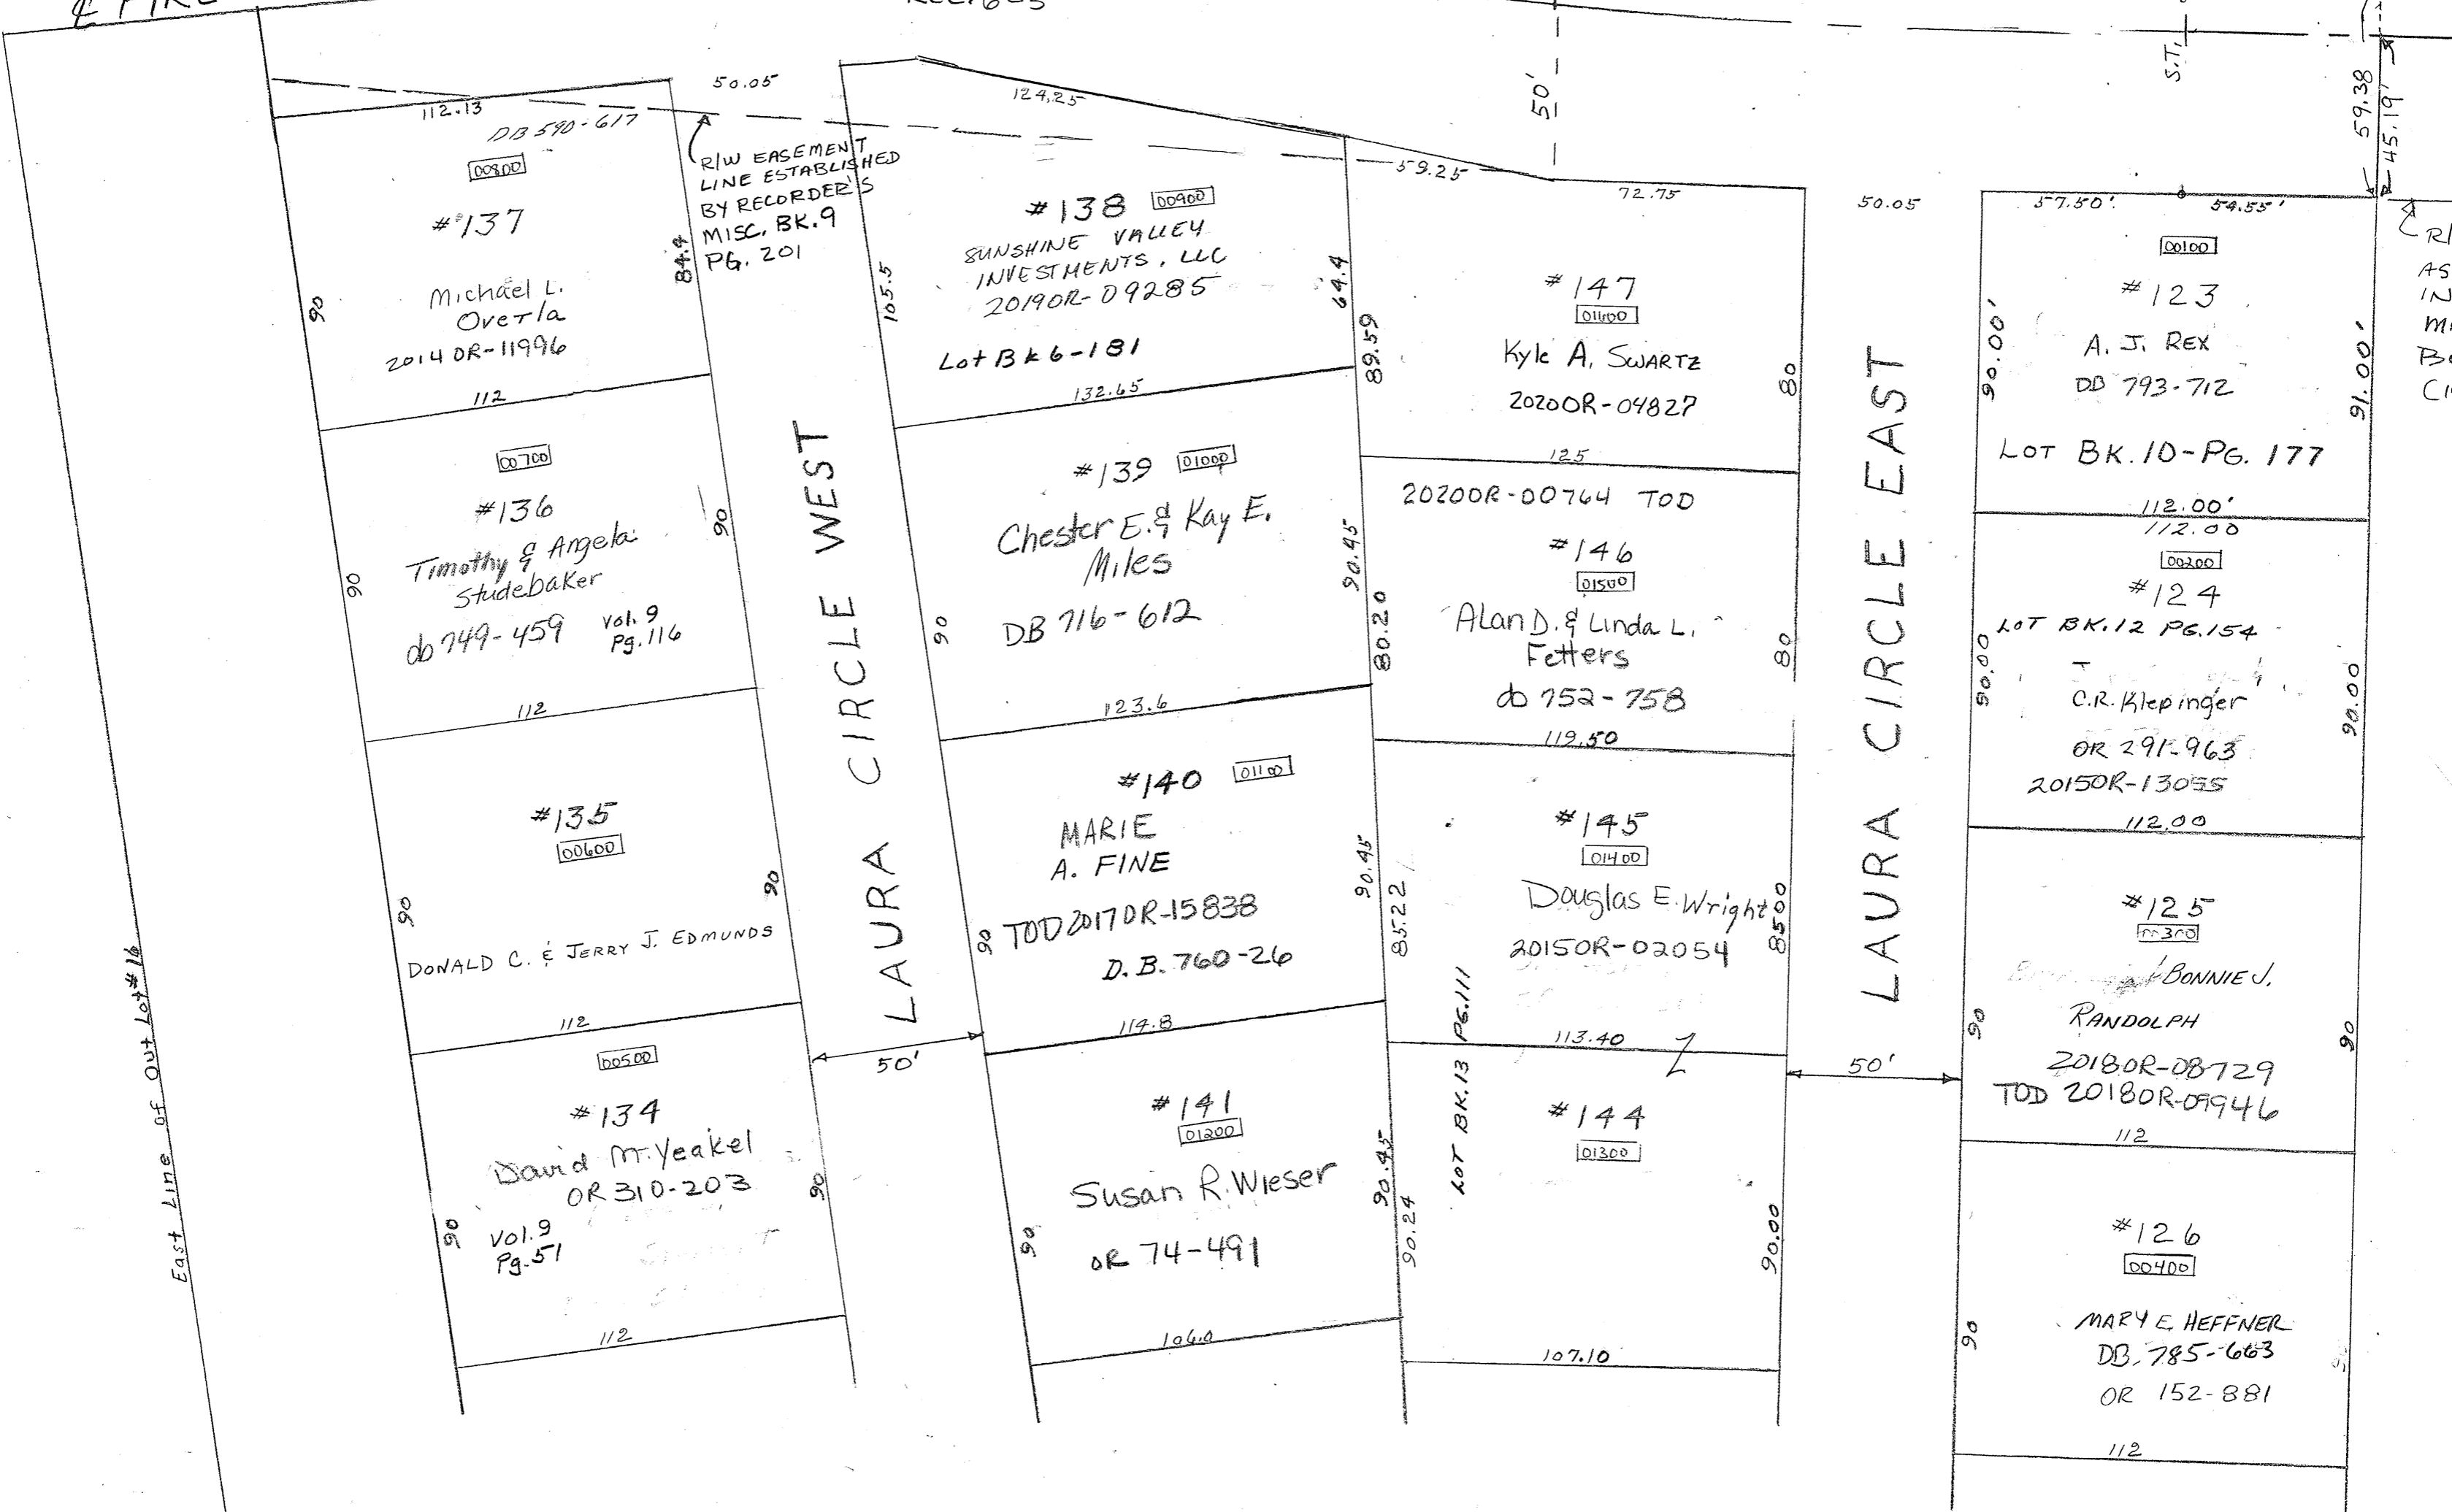 50.05
112.13
DB 590-617
00800
#137
Michael L.
Overla
2014 OR-11996
90
84.4
112
R/W EASEMENT
LINE ESTABLISHED
BY RECORDER'S
MISC. BK. 9
PG. 201
00700
#136
Timothy & Angela
Studebaker
db 749-459
Vol. 9
Pg. 116
90
90
112
#135
00600
90
90
DONALD C. & JERRY J. EDMUNDS
112
00500
#134
David M. Yeakel
OR 310-203
Vol. 9
Pg. 51
90
90
112
East Line of Out Lot #16
LAURA CIRCLE WEST
50'
124.25
#138 00900
SUNSHINE VALLEY
INVESTMENTS, LLC
2019OR-09285
Lot Bk 6-181
105.5
64.4
132.65
#139 01000
Chester E. & Kay E.
Miles
DB 716-612
90
90.45
123.6
#140 01100
MARIE
A. FINE
TOD 2017OR-15838
D.B. 760-26
90
90.45
114.8
#141
01200
Susan R. Wieser
OR 74-491
90
90.45
106.0
50'
59.25
72.75
#147
01600
Kyle A. SWARTZ
2020OR-04827
89.59
80
125
2020OR-00764 TOD
#146
01500
Alan D. & Linda L.
Fetters
db 752-758
80.20
80
119.50
#145
01400
Douglas E. Wright
2015OR-02054
85.22
85.00
113.40
LOT BK. 13 PG. 111
#144
01300
90.24
90.00
107.10
50.05
LAURA CIRCLE EAST
50'
S.T.
59.38
45.19'
57.50'
54.55'
00100
#123
A. J. REX
DB 793-712
LOT BK. 10-PG. 177
90.00'
91.00'
112.00'
112.00
00200
#124
LOT BK. 12 PG. 154
C.R. Klepinger
OR 291-963
2015OR-13055
90.00
90.00
112.00
#125
00300
BONNIE J.
RANDOLPH
2018OR-08729
TOD 2018OR-09946
90
90
112
#126
00400
MARY E. HEFFNER
DB. 785-663
OR 152-881
90
112
AS
IN